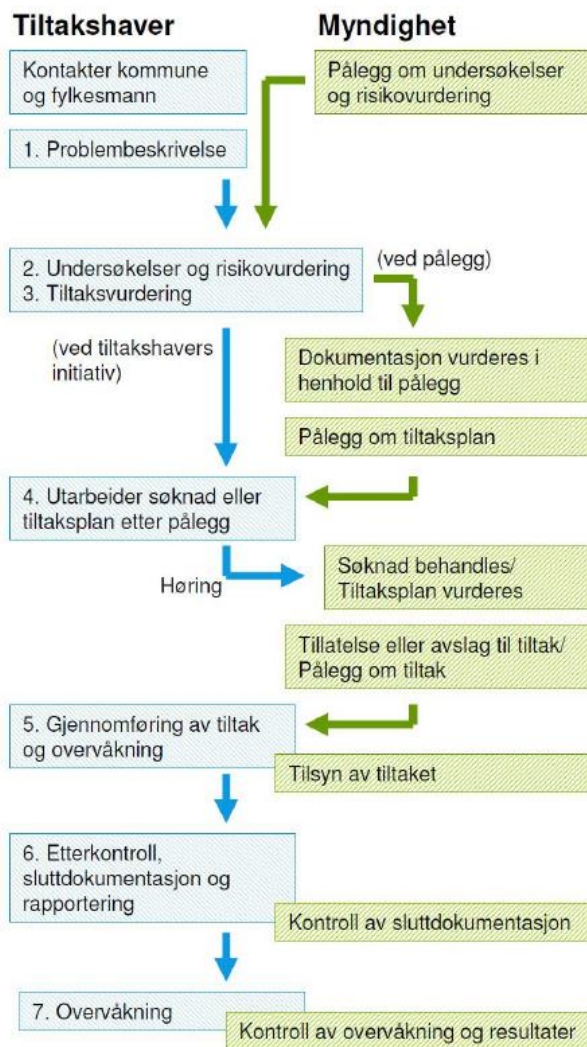 Tiltakshaver
Myndighet
Kontakter kommune
og fylkesmann
Pålegg om undersøkelser
og risikovurdering
1. Problembeskrivelse
2. Undersøkelser og risikovurdering
3. Tiltaksvurdering
(ved pålegg)
(ved tiltakshavers
initiativ)
Dokumentasjon vurderes i
henhold til pålegg
Pålegg om tiltaksplan
4. Utarbeider søknad eller
tiltaksplan etter pålegg
Høring
Søknad behandles/
Tiltaksplan vurderes
Tillatelse eller avslag til tiltak/
Pålegg om tiltak
5. Gjennomføring av tiltak
og overvåkning
Tilsyn av tiltaket
6. Etterkontroll,
sluttdokumentasjon og
rapportering
Kontroll av sluttdokumentasjon
7. Overvåkning
Kontroll av overvåkning og resultater